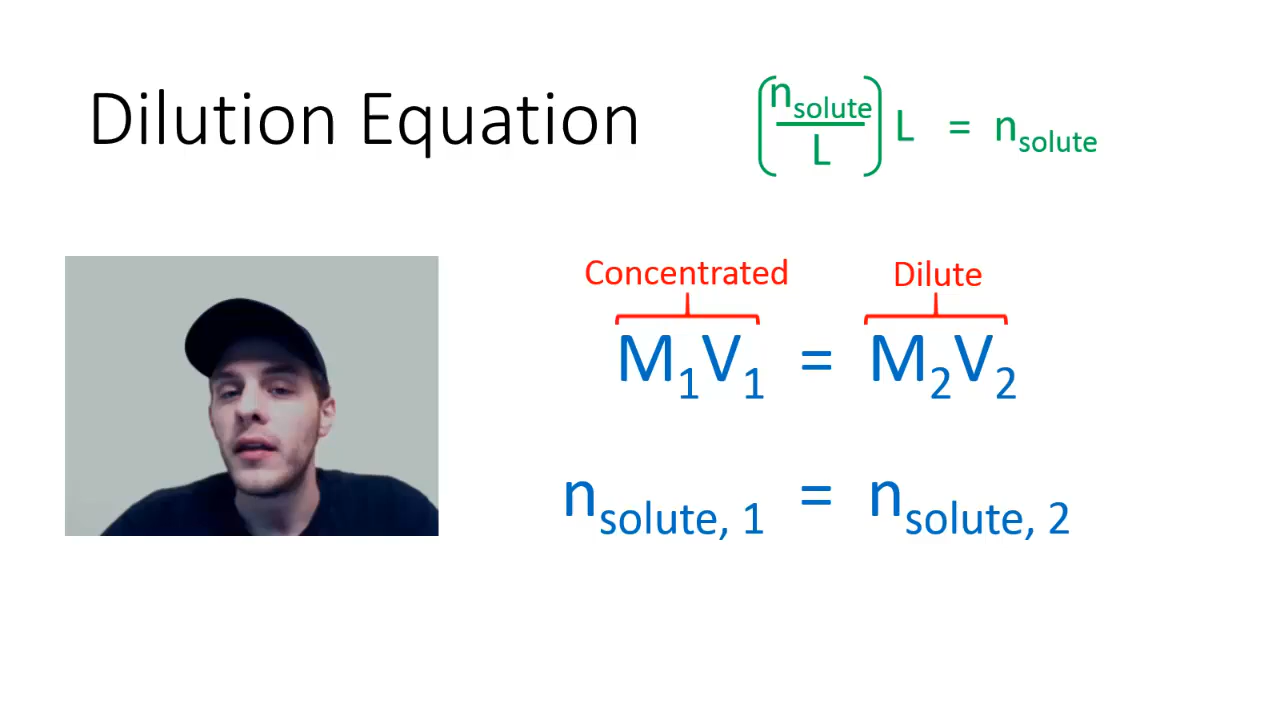 Dilution Equation
(n_solute / L) L = n_solute
Concentrated Dilute
M₁V₁ = M₂V₂
n_solute, 1 = n_solute, 2